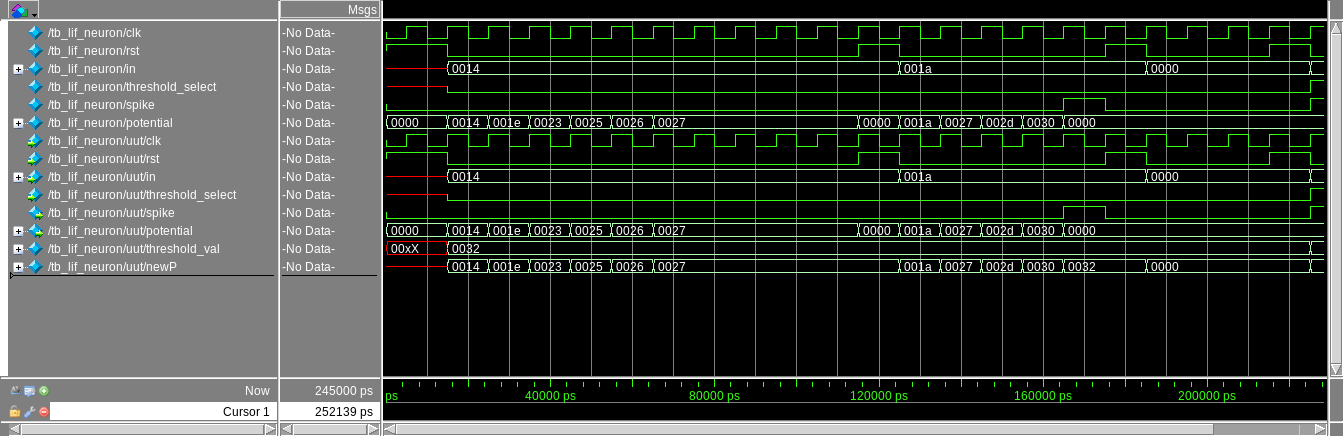 Msgs
/tb_lif_neuron/clk -No Data-
/tb_lif_neuron/rst -No Data-
/tb_lif_neuron/in -No Data- 0014 001a 0000
/tb_lif_neuron/threshold_select -No Data-
/tb_lif_neuron/spike -No Data-
/tb_lif_neuron/potential -No Data- 0000 0014 001e 0023 0025 0026 0027 0000 001a 0027 002d 0030 0000
/tb_lif_neuron/uut/clk -No Data-
/tb_lif_neuron/uut/rst -No Data-
/tb_lif_neuron/uut/in -No Data- 0014 001a 0000
/tb_lif_neuron/uut/threshold_select -No Data-
/tb_lif_neuron/uut/spike -No Data-
/tb_lif_neuron/uut/potential -No Data- 0000 0014 001e 0023 0025 0026 0027 0000 001a 0027 002d 0030 0000
/tb_lif_neuron/uut/threshold_val -No Data- 00xX 0032
/tb_lif_neuron/uut/newP -No Data- 0014 001e 0023 0025 0026 0027 001a 0027 002d 0030 0032 0000
Now 245000 ps ps 40000 ps 80000 ps 120000 ps 160000 ps 200000 ps
Cursor 1 252139 ps